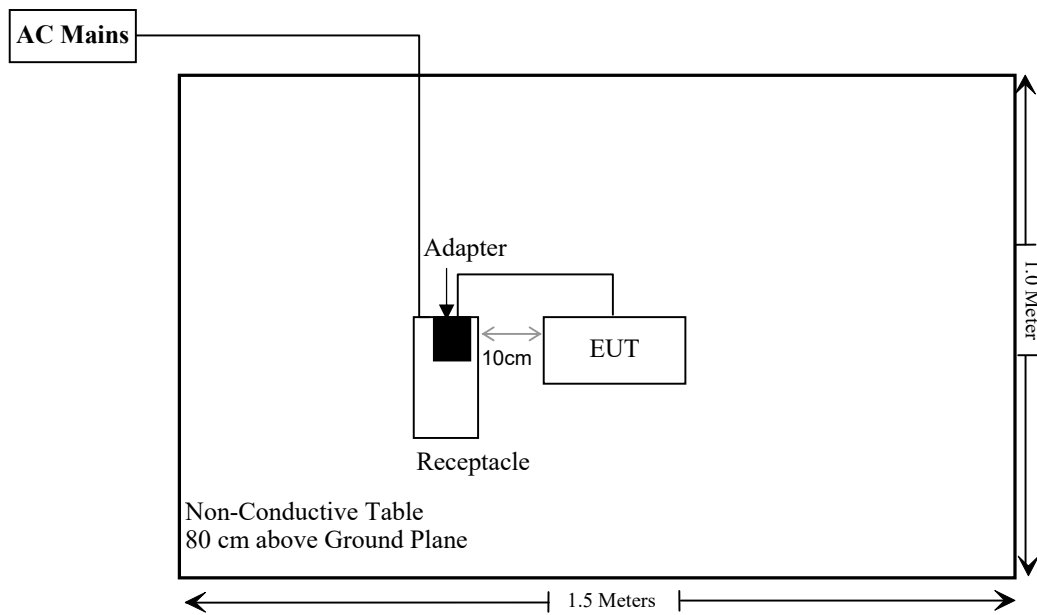 AC Mains
Adapter
10cm
EUT
1.0 Meter
Receptacle
Non-Conductive Table
80 cm above Ground Plane
1.5 Meters